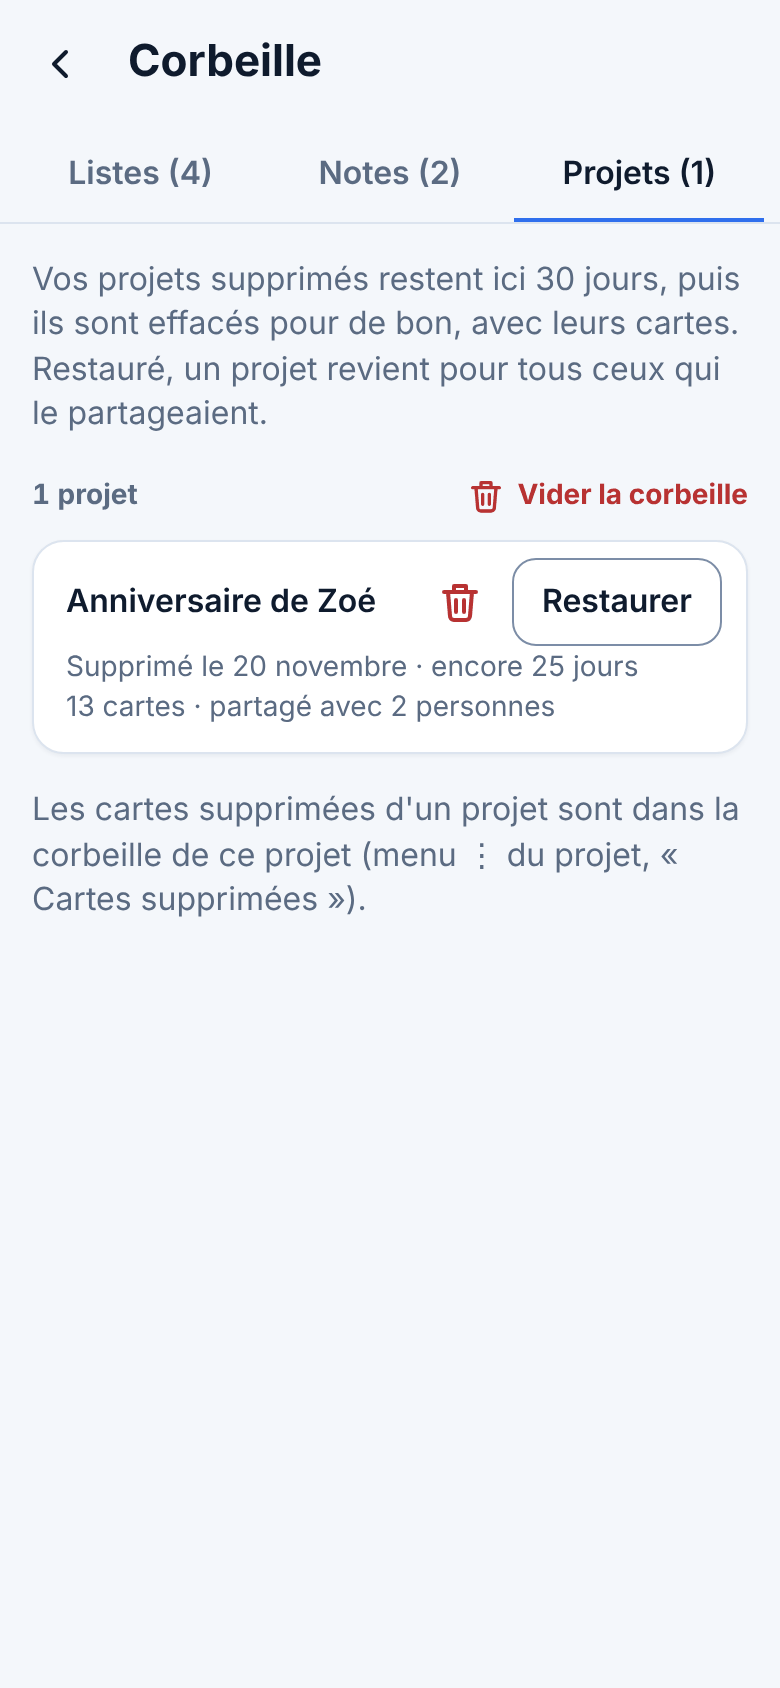 Corbeille
Listes (4)
Notes (2)
Projets (1)
Vos projets supprimés restent ici 30 jours, puis
ils sont effacés pour de bon, avec leurs cartes.
Restauré, un projet revient pour tous ceux qui
le partageaient.
1 projet
Vider la corbeille
Anniversaire de Zoé
Restaurer
Supprimé le 20 novembre · encore 25 jours
13 cartes · partagé avec 2 personnes
Les cartes supprimées d'un projet sont dans la
corbeille de ce projet (menu ⋮ du projet, «
Cartes supprimées »).